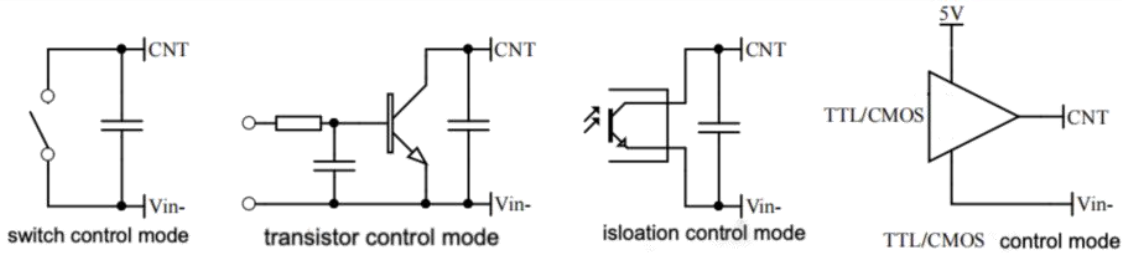 CNT
Vin-
switch control mode
CNT
Vin-
transistor control mode
CNT
Vin-
isloation control mode
5V
TTL/CMOS
CNT
Vin-
TTL/CMOS control mode